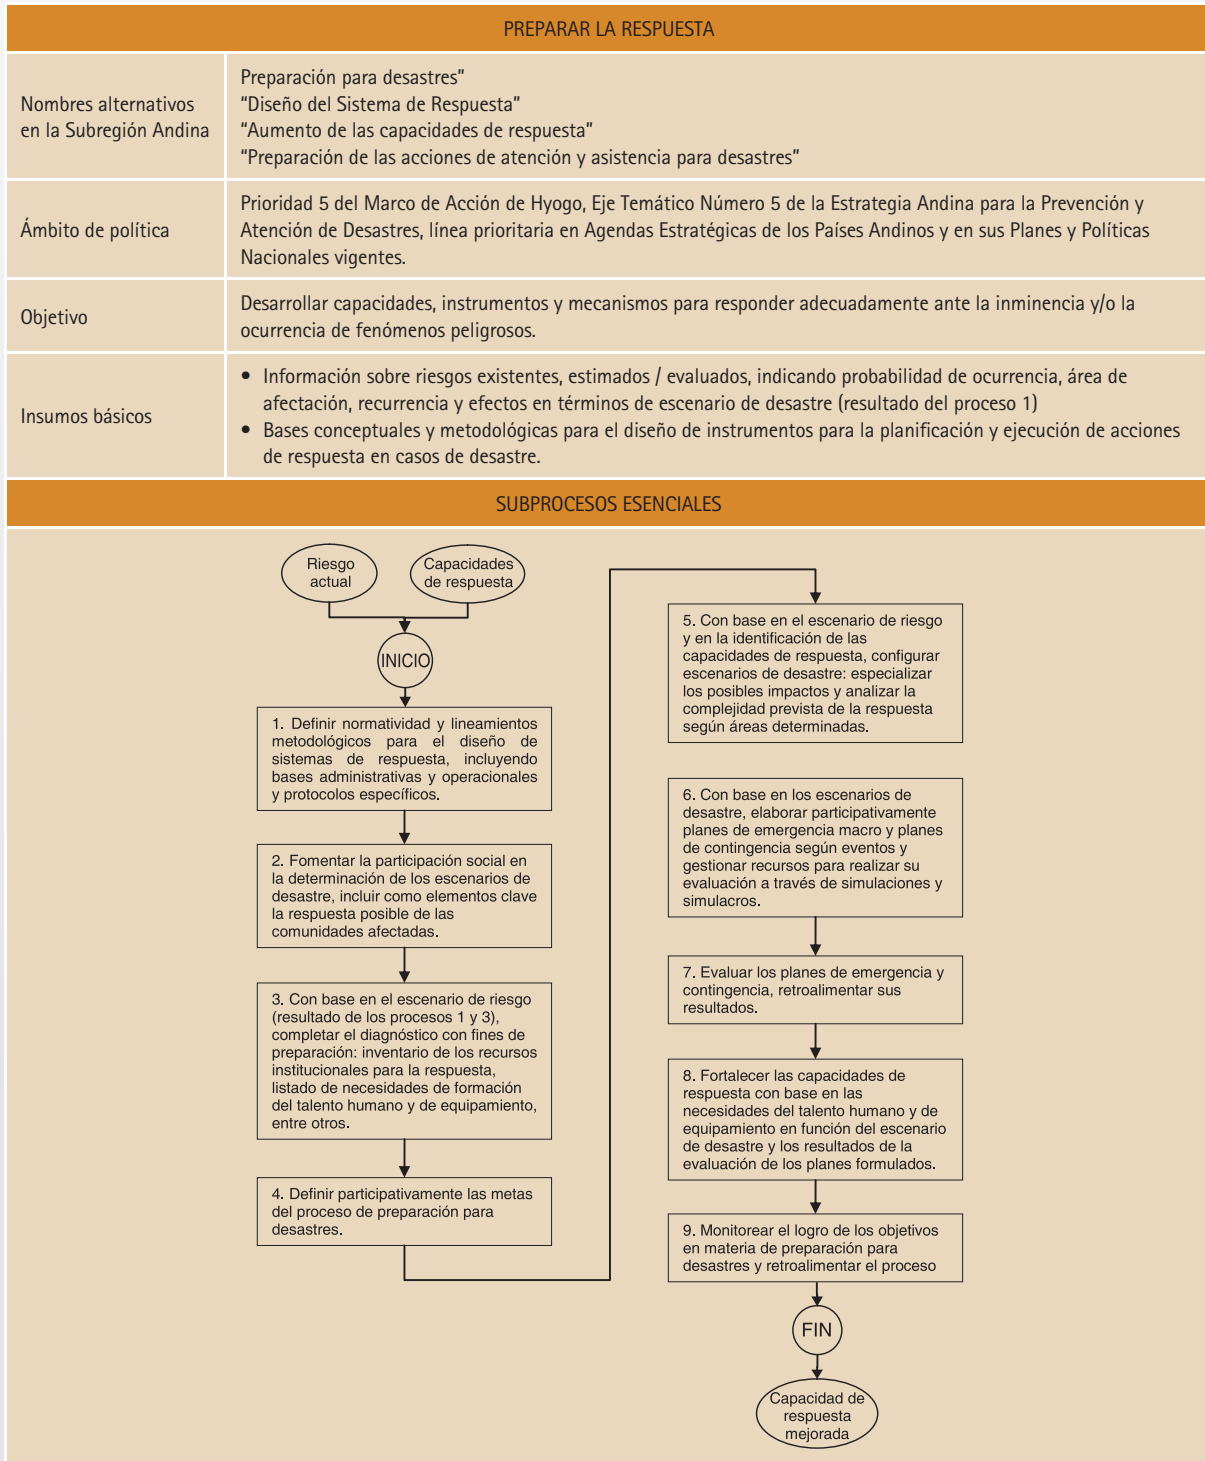 PREPARAR LA RESPUESTA
Nombres alternativos
en la Subregión Andina
Preparación para desastres”
“Diseño del Sistema de Respuesta”
“Aumento de las capacidades de respuesta”
“Preparación de las acciones de atención y asistencia para desastres”
Ámbito de política
Prioridad 5 del Marco de Acción de Hyogo, Eje Temático Número 5 de la Estrategia Andina para la Prevención y
Atención de Desastres, línea prioritaria en Agendas Estratégicas de los Países Andinos y en sus Planes y Políticas
Nacionales vigentes.
Objetivo
Desarrollar capacidades, instrumentos y mecanismos para responder adecuadamente ante la inminencia y/o la
ocurrencia de fenómenos peligrosos.
Insumos básicos
• Información sobre riesgos existentes, estimados / evaluados, indicando probabilidad de ocurrencia, área de
afectación, recurrencia y efectos en términos de escenario de desastre (resultado del proceso 1)
• Bases conceptuales y metodológicas para el diseño de instrumentos para la planificación y ejecución de acciones
de respuesta en casos de desastre.
SUBPROCESOS ESENCIALES
Riesgo
actual
Capacidades
de respuesta
INICIO
1. Definir normatividad y lineamientos
metodológicos para el diseño de
sistemas de respuesta, incluyendo
bases administrativas y operacionales
y protocolos específicos.
2. Fomentar la participación social en
la determinación de los escenarios de
desastre, incluir como elementos clave
la respuesta posible de las
comunidades afectadas.
3. Con base en el escenario de riesgo
(resultado de los procesos 1 y 3),
completar el diagnóstico con fines de
preparación: inventario de los recursos
institucionales para la respuesta,
listado de necesidades de formación
del talento humano y de equipamiento,
entre otros.
4. Definir participativamente las metas
del proceso de preparación para
desastres.
5. Con base en el escenario de riesgo
y en la identificación de las
capacidades de respuesta, configurar
escenarios de desastre: especializar
los posibles impactos y analizar la
complejidad prevista de la respuesta
según áreas determinadas.
6. Con base en los escenarios de
desastre, elaborar participativamente
planes de emergencia macro y planes
de contingencia según eventos y
gestionar recursos para realizar su
evaluación a través de simulaciones y
simulacros.
7. Evaluar los planes de emergencia y
contingencia, retroalimentar sus
resultados.
8. Fortalecer las capacidades de
respuesta con base en las
necesidades del talento humano y de
equipamiento en función del escenario
de desastre y los resultados de la
evaluación de los planes formulados.
9. Monitorear el logro de los objetivos
en materia de preparación para
desastres y retroalimentar el proceso
FIN
Capacidad de
respuesta
mejorada